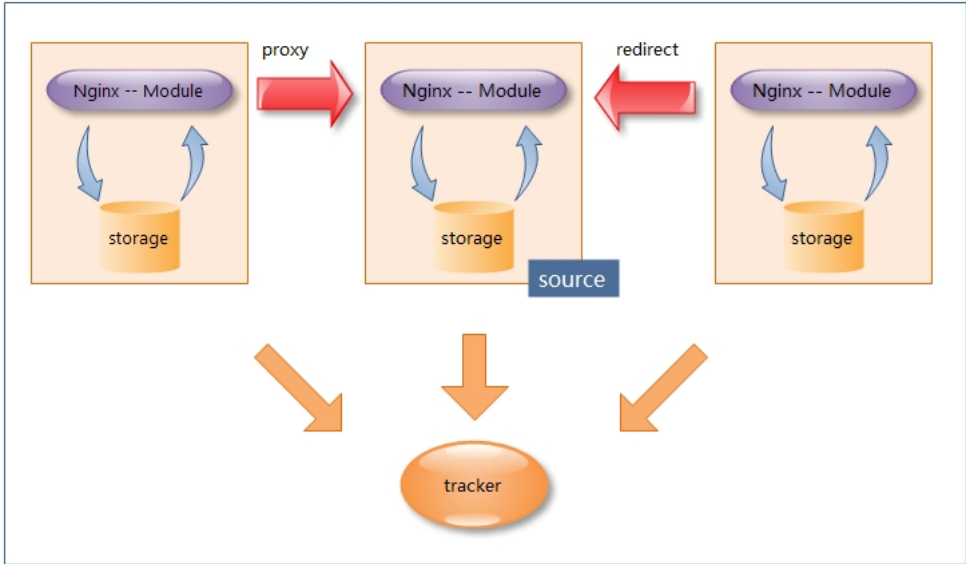 proxy
redirect
Nginx -- Module
Nginx -- Module
Nginx -- Module
storage
storage
storage
source
tracker